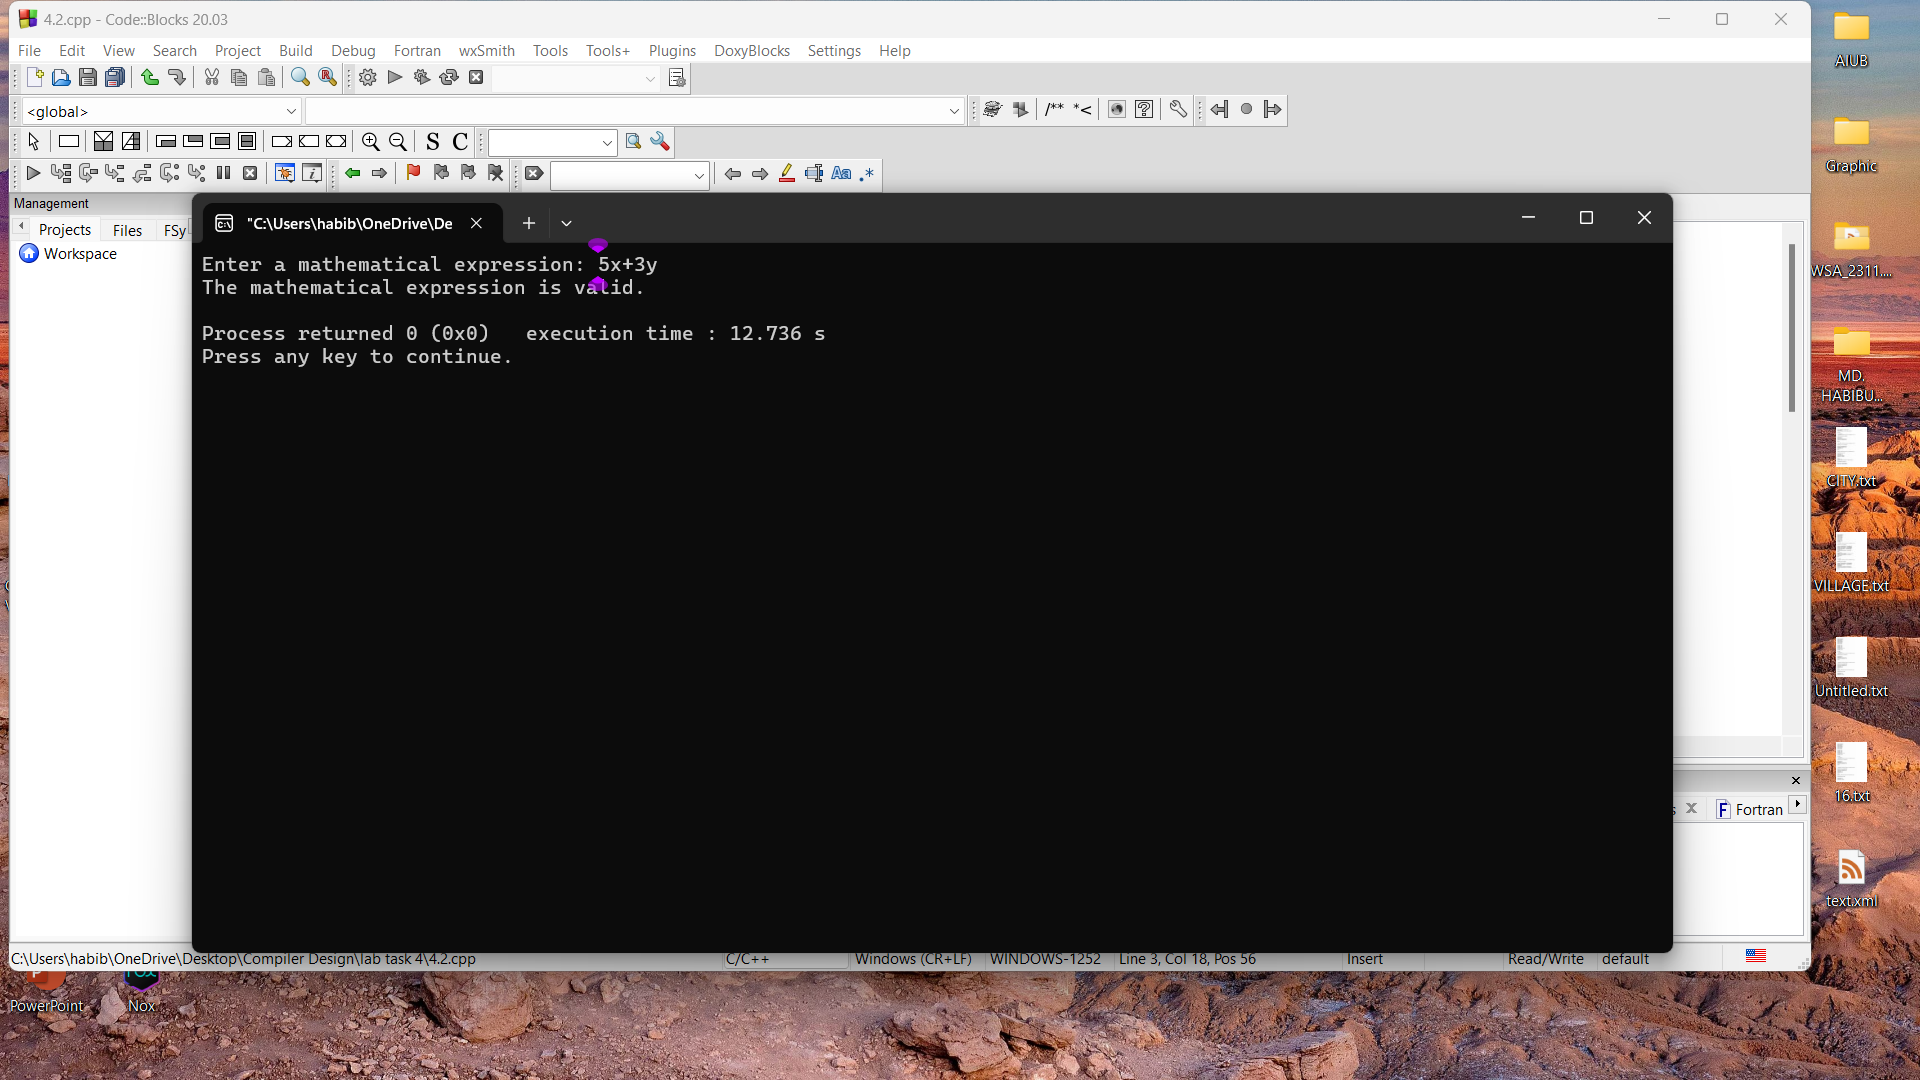 4.2.cpp - Code::Blocks 20.03
File Edit View Search Project Build Debug Fortran wxSmith Tools Tools+ Plugins DoxyBlocks Settings Help
<global>
/** *<
S C
Aa .*
Management
Projects Files FSy
Workspace
"C:\Users\habib\OneDrive\De
Enter a mathematical expression: 5x+3y
The mathematical expression is valid.
Process returned 0 (0x0) execution time : 12.736 s
Press any key to continue.
s Fortran
C:\Users\habib\OneDrive\Desktop\Compiler Design\lab task 4\4.2.cpp C/C++ Windows (CR+LF) WINDOWS-1252 Line 3, Col 18, Pos 56 Insert Read/Write default
AIUB
Graphic
WSA_2311....
MD.
HABIBU...
CITY.txt
VILLAGE.txt
Untitled.txt
16.txt
text.xml
PowerPoint
Nox